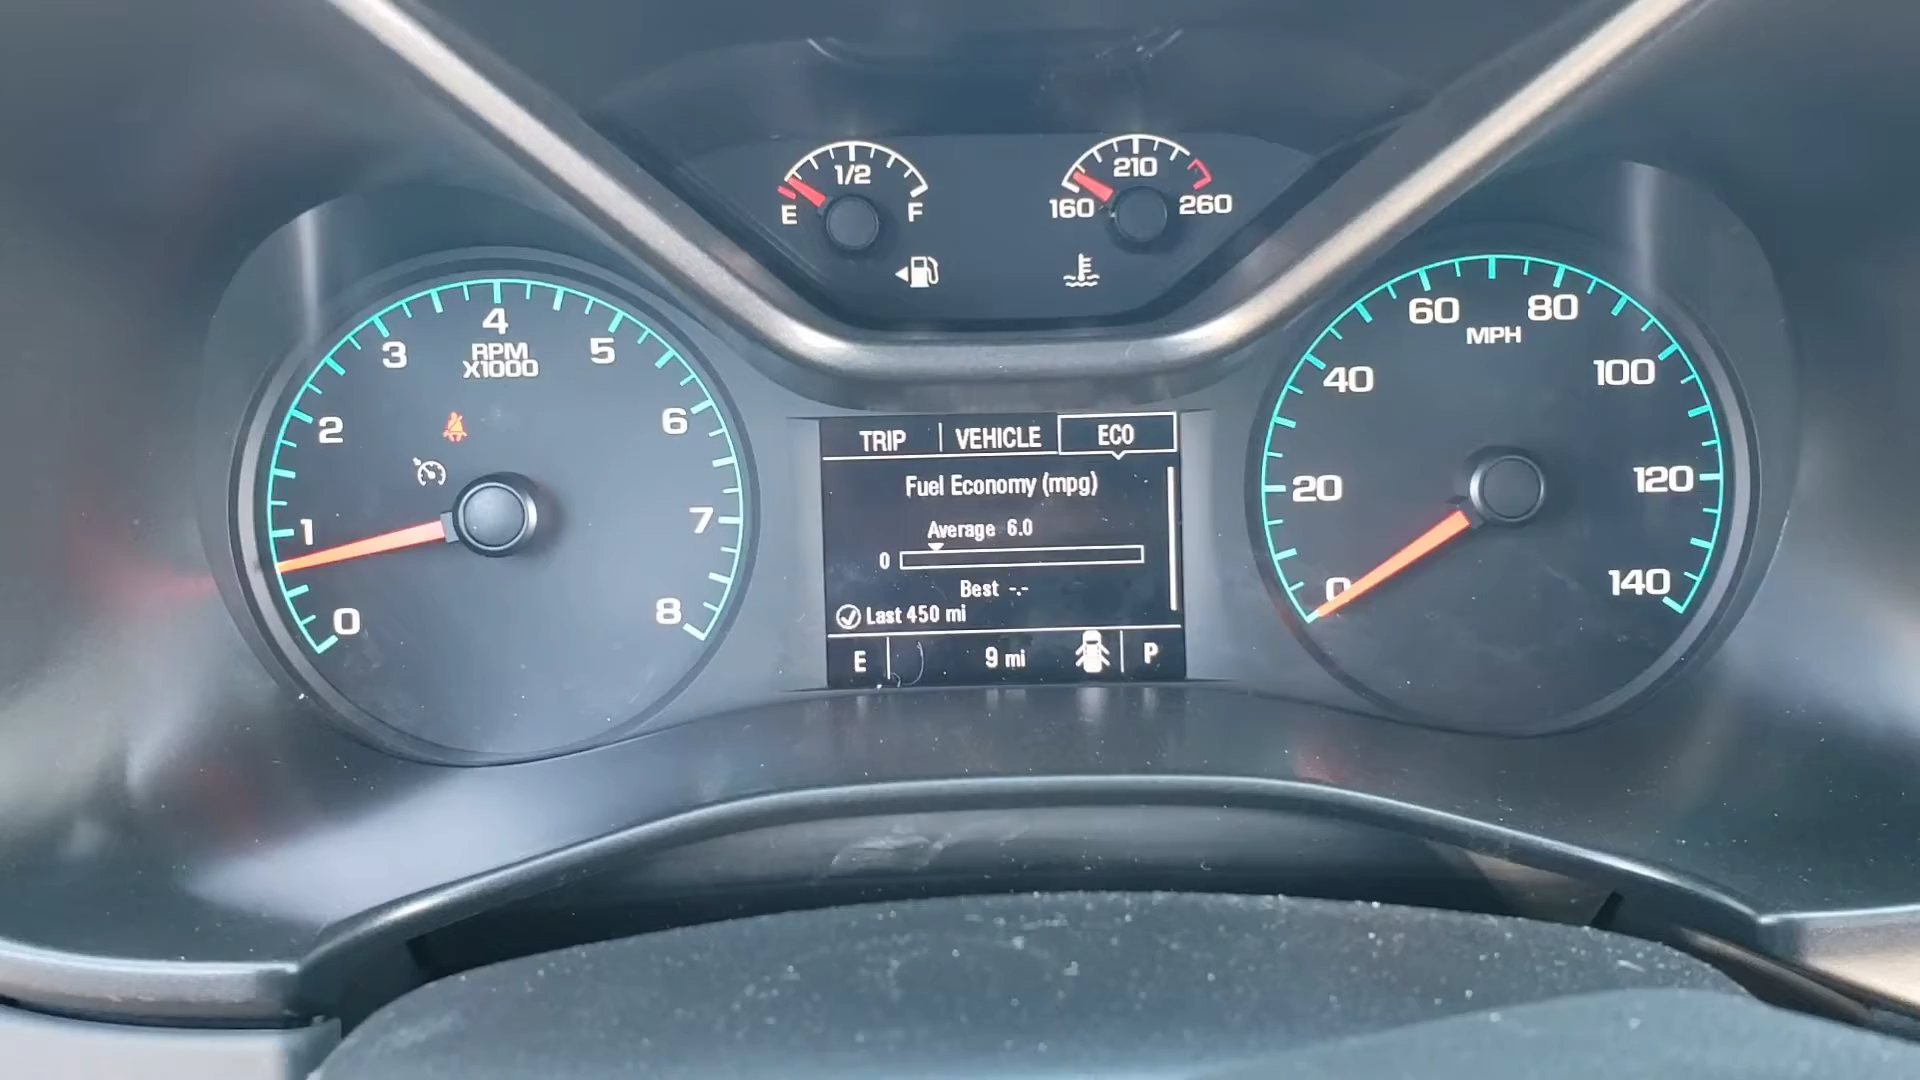 1/2
E
F
210
160
260
0
1
2
3
4
5
6
7
8
RPM
X1000
TRIP
VEHICLE
ECO
Fuel Economy (mpg)
Average 6.0
0
Best -.-
Last 450 mi
E
9 mi
P
0
20
40
60
80
100
120
140
MPH